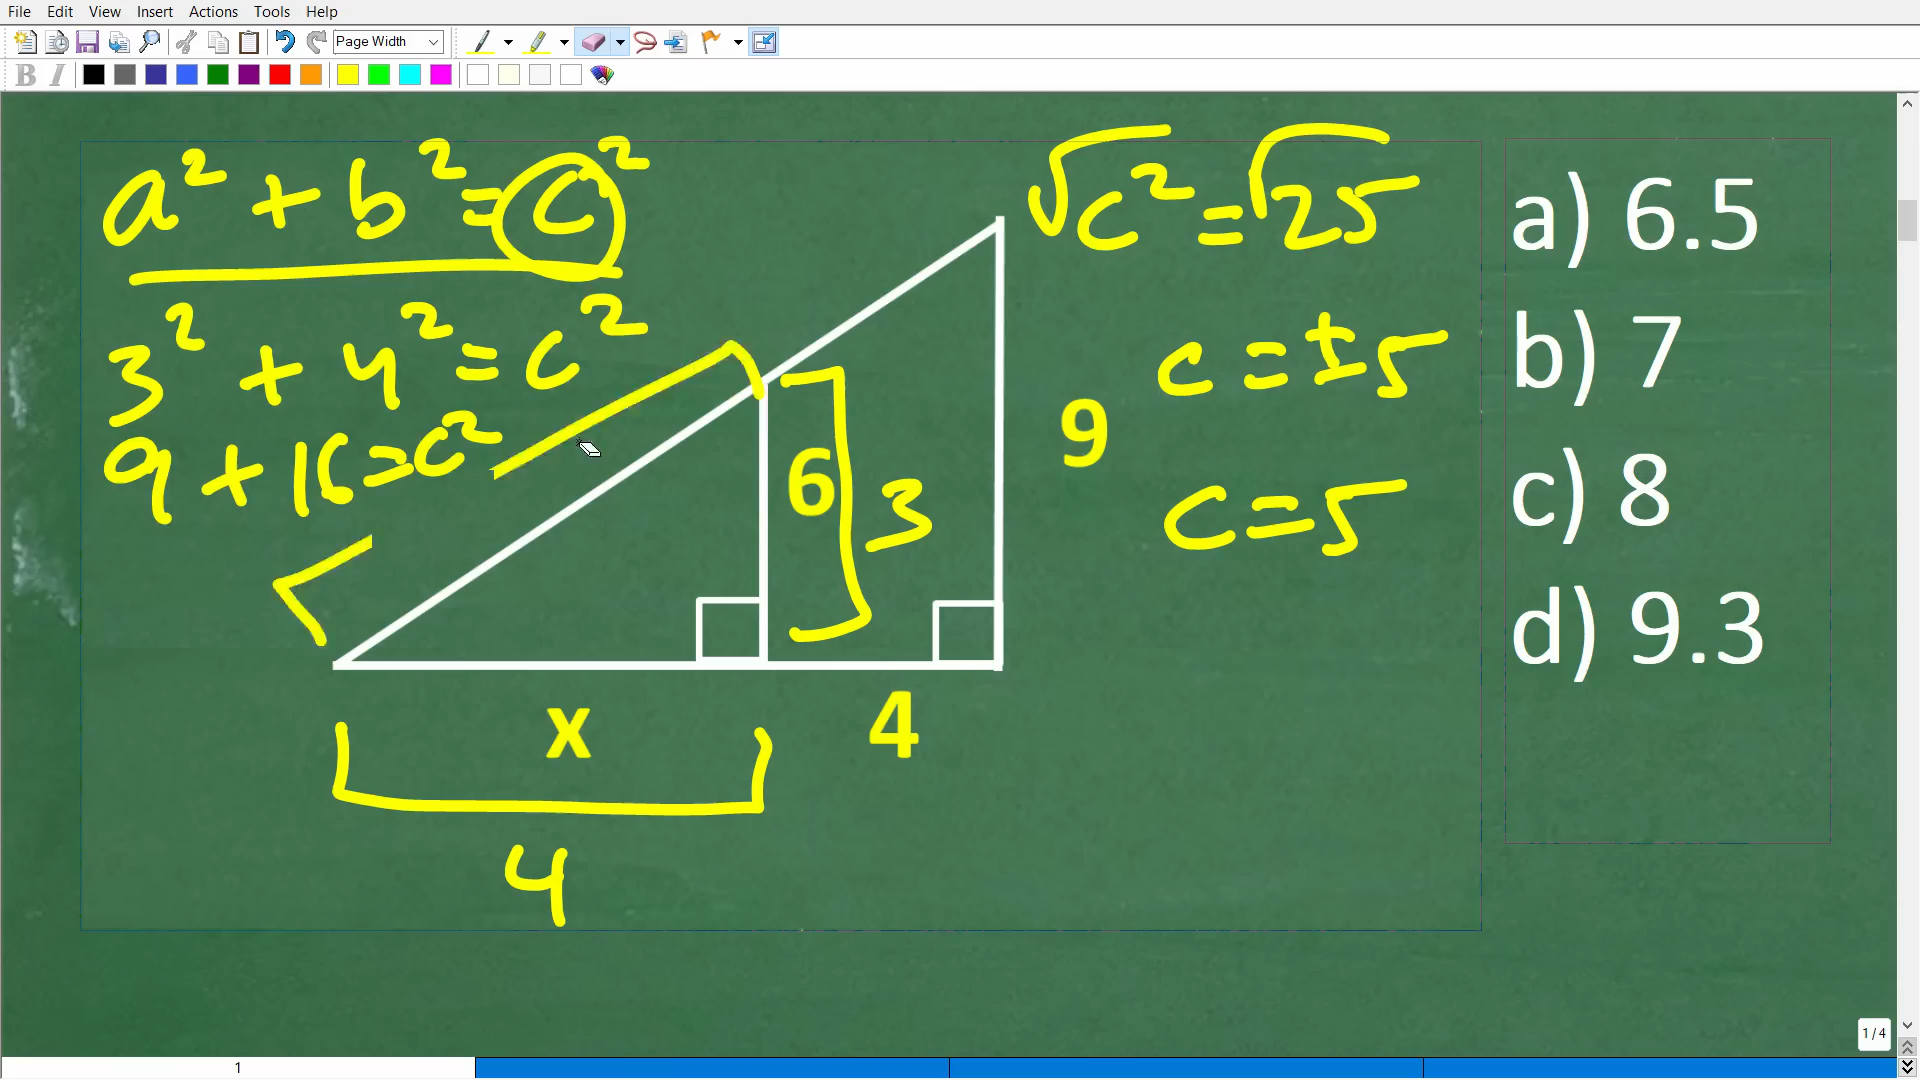 File Edit View Insert Actions Tools Help
Page Width
B I
a² + b² = c²
3² + 4² = c²
9 + 16 = c²
√c² = √25
c = ±5
c = 5
6
3
9
x
4
4
a) 6.5
b) 7
c) 8
d) 9.3
1 / 4
1